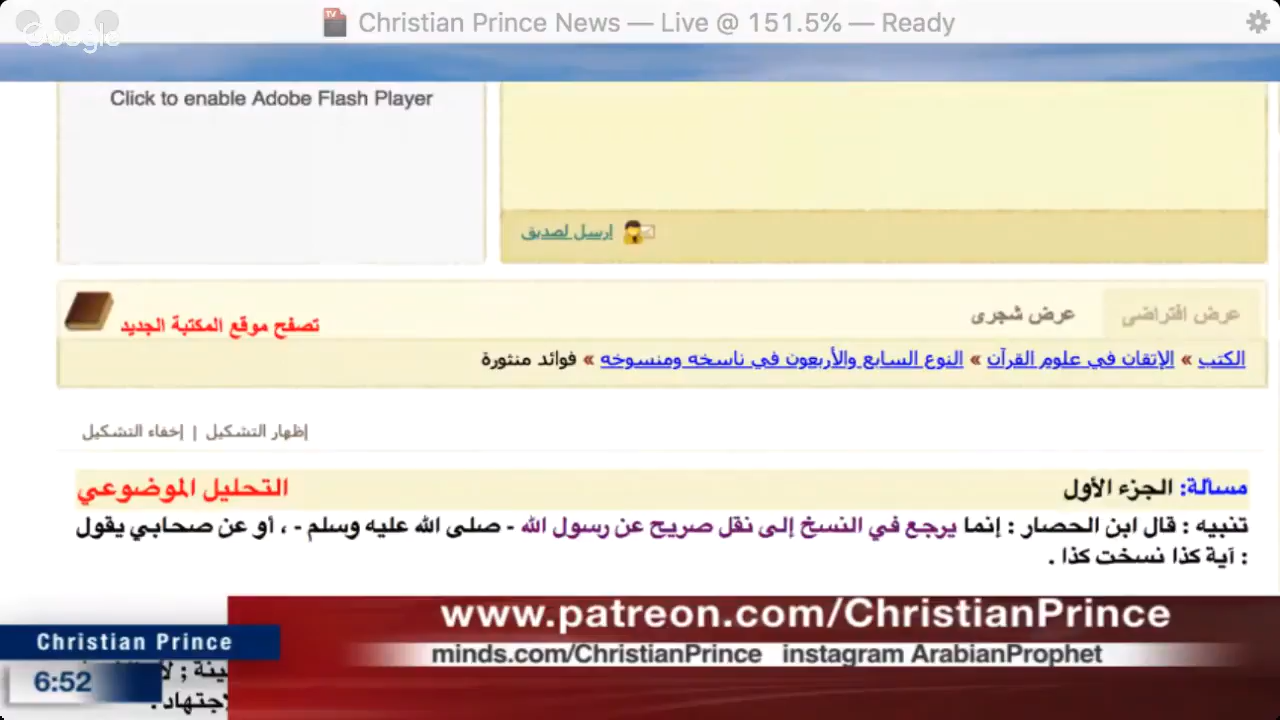 Christian Prince News — Live @ 151.5% — Ready
Google
Click to enable Adobe Flash Player
ارسل لصديق
عرض افتراضي عرض شجري
تصفح موقع المكتبة الجديد
الكتب » الإتقان في علوم القرآن » النوع السابع والأربعون في ناسخه ومنسوخه » فوائد منثورة
إظهار التشكيل | إخفاء التشكيل
مسألة: الجزء الأول
التحليل الموضوعي
تنبيه : قال ابن الحصار : إنما يرجع في النسخ إلى نقل صريح عن رسول الله - صلى الله عليه وسلم - ، أو عن صحابي يقول
: آية كذا نسخت كذا .
www.patreon.com/ChristianPrince
Christian Prince
minds.com/ChristianPrince instagram ArabianProphet
6:52